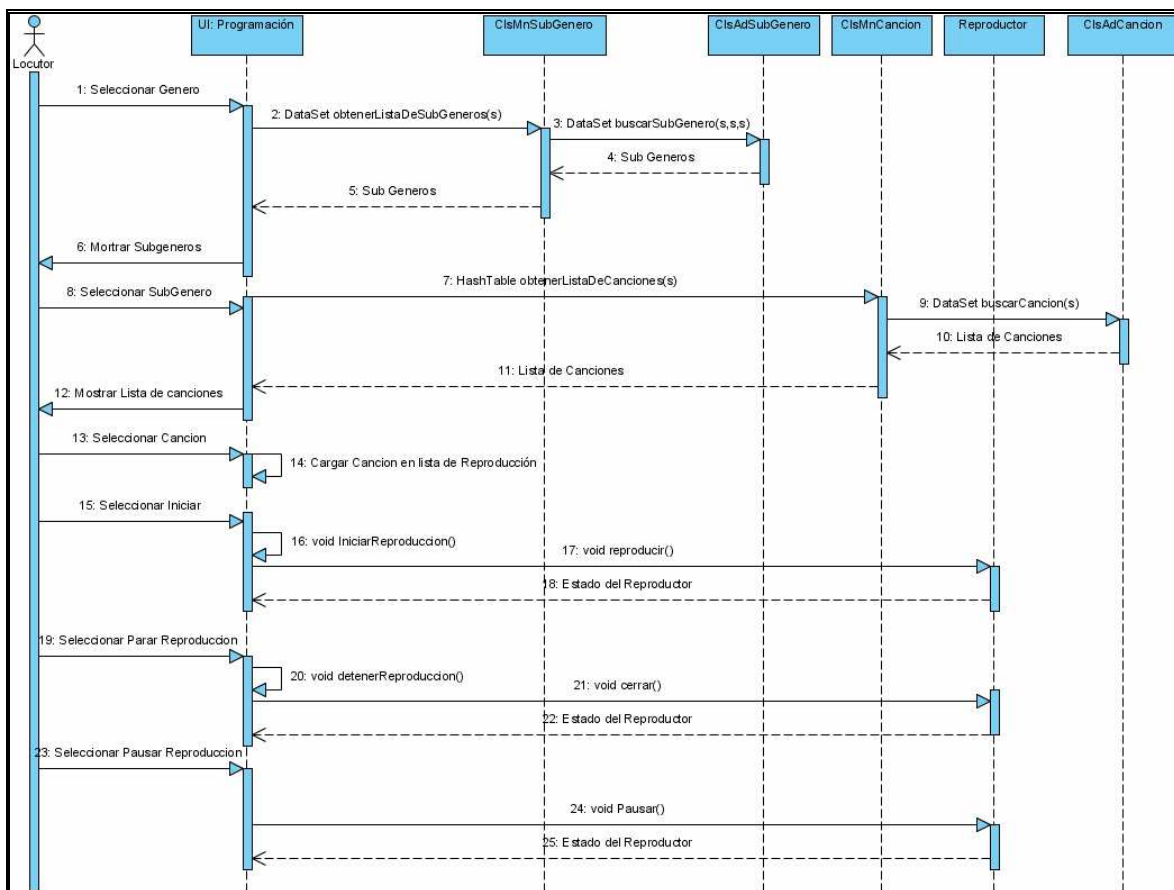 UI: Programación
ClsMnSubGenero
ClsAdSubGenero
ClsMnCancion
Reproductor
ClsAdCancion
Locutor
1: Seleccionar Genero
2: DataSet obtenerListaDeSubGeneros(s)
3: DataSet buscarSubGenero(s,s,s)
4: Sub Generos
5: Sub Generos
6: Mortrar Subgeneros
7: HashTable obtenerListaDeCanciones(s)
8: Seleccionar SubGenero
9: DataSet buscarCancion(s)
10: Lista de Canciones
11: Lista de Canciones
12: Mostrar Lista de canciones
13: Seleccionar Cancion
14: Cargar Cancion en lista de Reproducción
15: Seleccionar Iniciar
16: void IniciarReproduccion()
17: void reproducir()
18: Estado del Reproductor
19: Seleccionar Parar Reproduccion
20: void detenerReproduccion()
21: void cerrar()
22: Estado del Reproductor
23: Seleccionar Pausar Reproduccion
24: void Pausar()
25: Estado del Reproductor